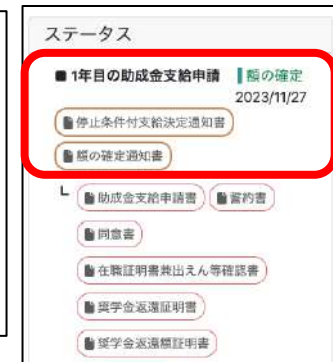 ステータス
■ 1年目の助成金支給申請 額の確定
2023/11/27
停止条件付支給決定通知書
額の確定通知書
助成金支給申請書 誓約書
同意書
在職証明書兼出えん等確認書
奨学金返還証明書
奨学金返還額証明書